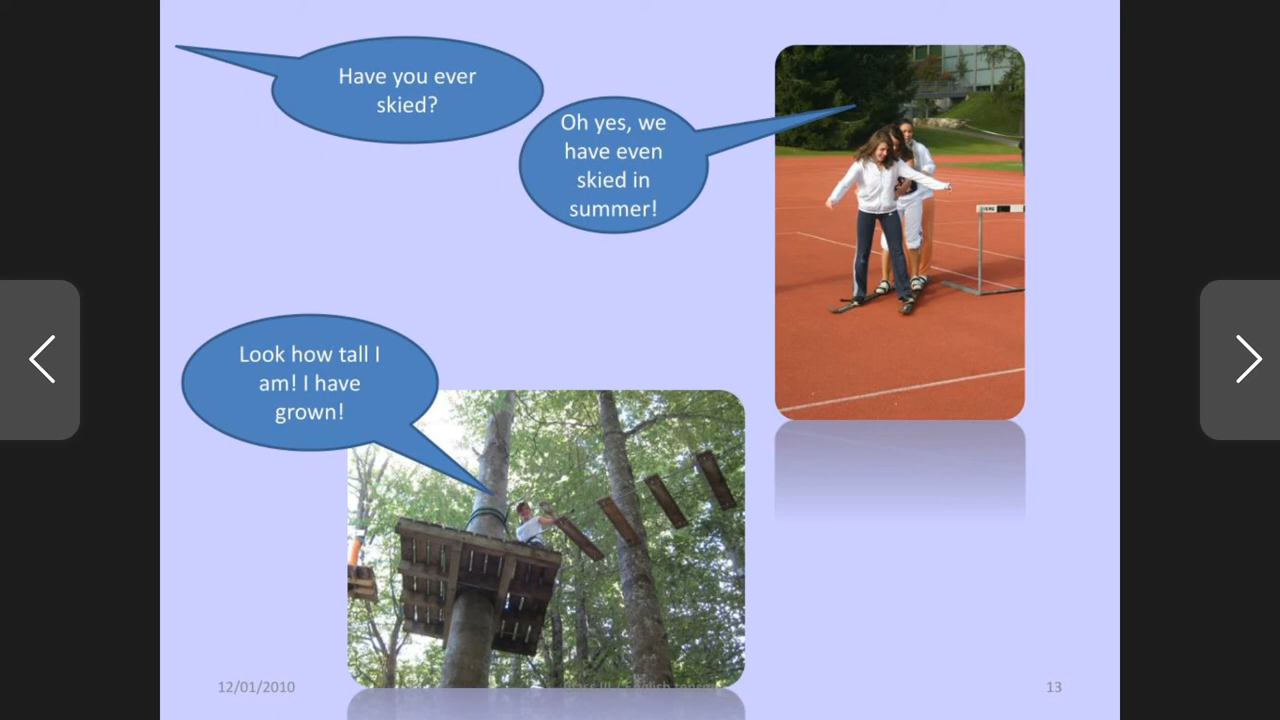 Have you ever
skied?
Oh yes, we
have even
skied in
summer!
Look how tall I
am! I have
grown!
12/01/2010
13